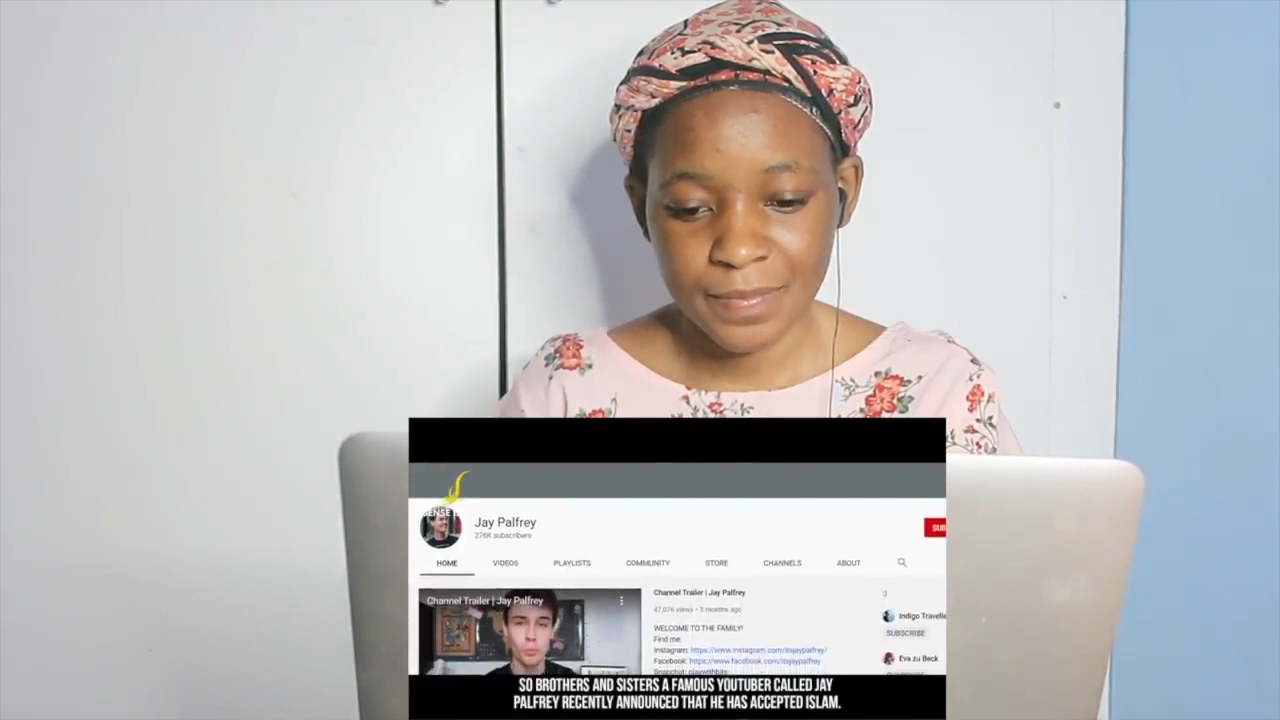 ENSE I
Jay Palfrey
276K subscribers
SUB
HOME VIDEOS PLAYLISTS COMMUNITY STORE CHANNELS ABOUT
Channel Trailer | Jay Palfrey
Channel Trailer | Jay Palfrey
47,076 views • 3 months ago
WELCOME TO THE FAMILY!
Find me:
Instagram: https://www.instagram.com/itsjaypalfrey/
Facebook: https://www.facebook.com/itsjaypalfrey
:)
Indigo Travelle
SUBSCRIBE
Eva zu Beck
SO BROTHERS AND SISTERS A FAMOUS YOUTUBER CALLED JAY
PALFREY RECENTLY ANNOUNCED THAT HE HAS ACCEPTED ISLAM.